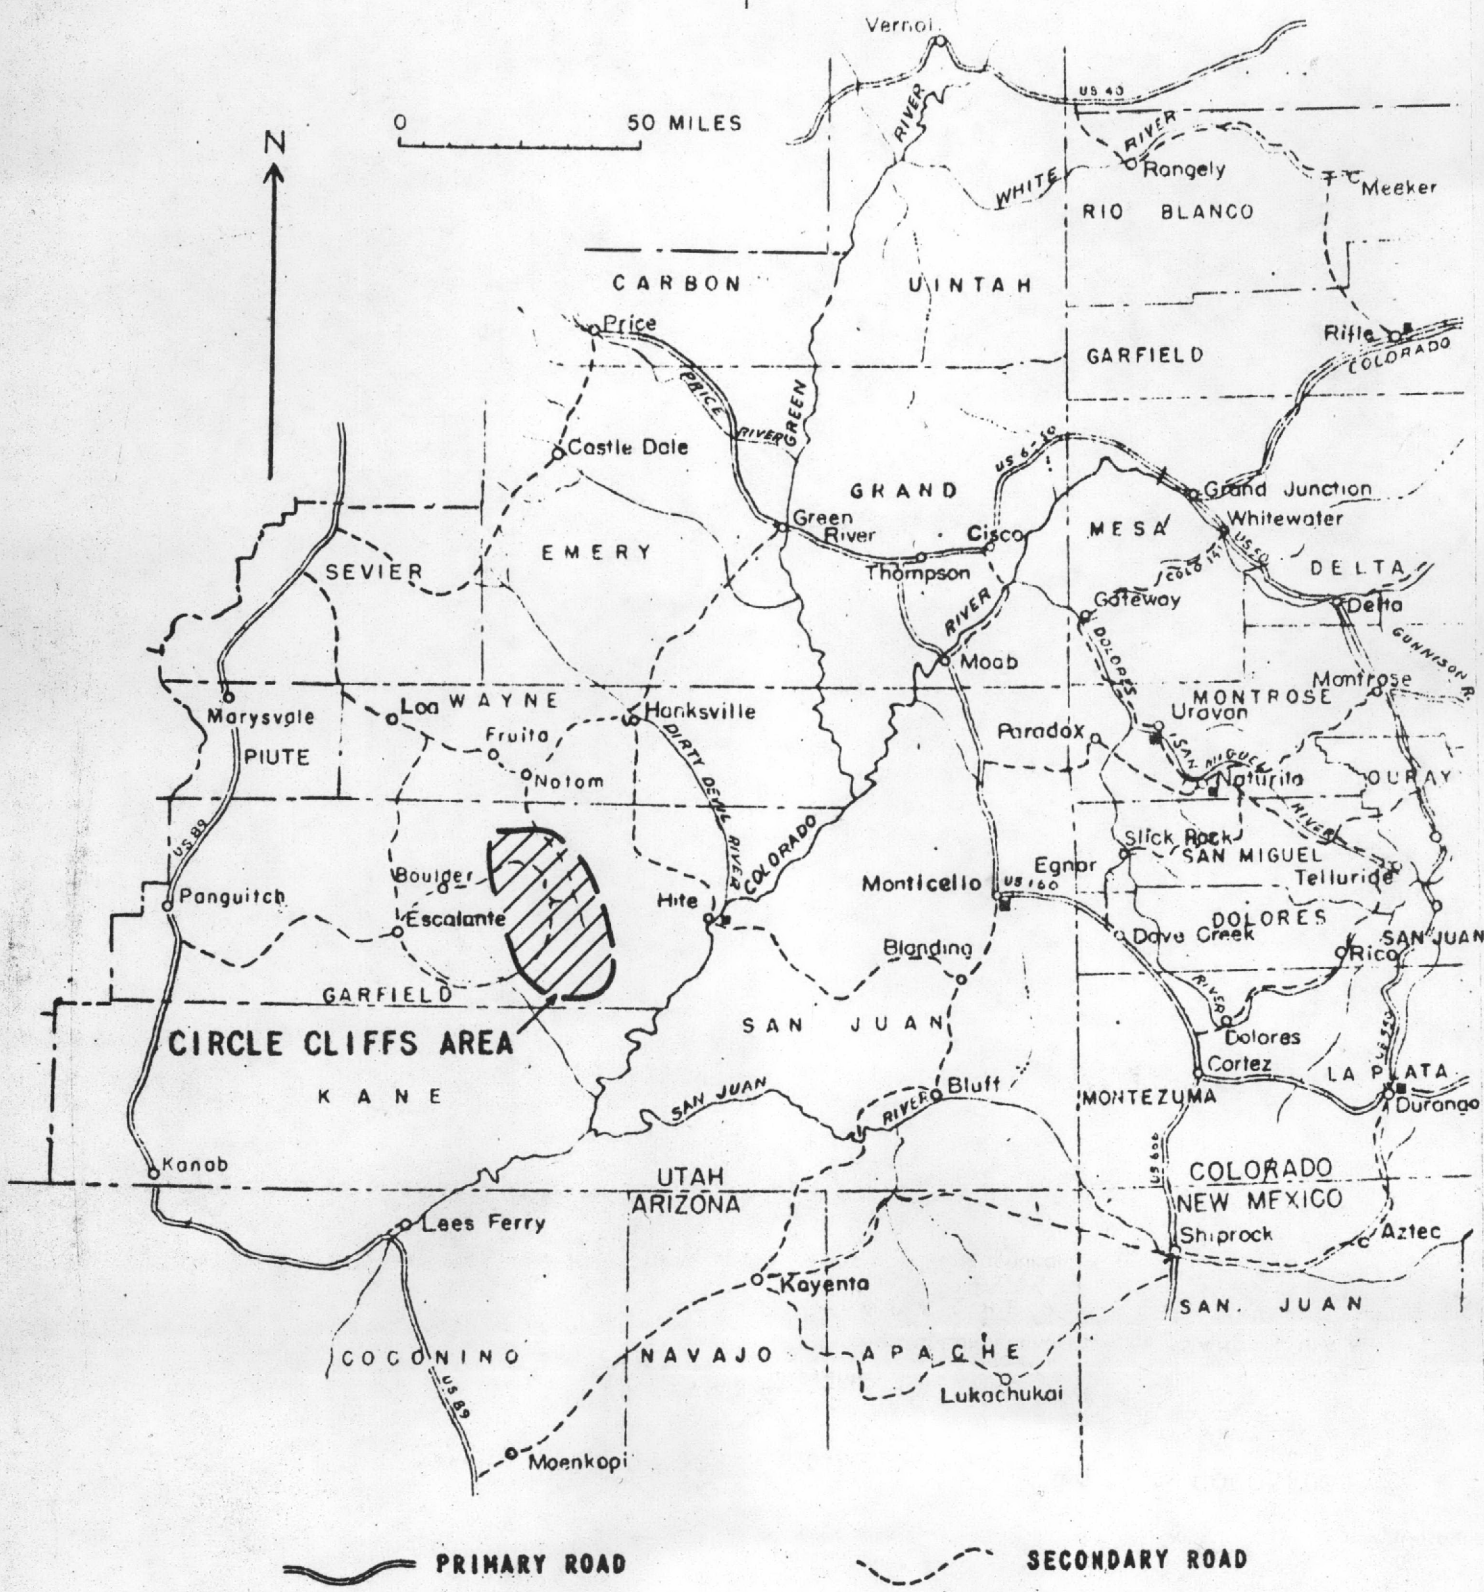 Vernal
US 40
0 50 MILES
N
RIVER
RIVER
WHITE
Rangely
Meeker
RIO BLANCO
CARBON
UINTAH
Price
Rifle
COLORADO
GARFIELD
PRICE
RIVER
GREEN
Castle Dale
US 6-50
GRAND
Grand Junction
Green
River
Cisco
MESA
Whitewater
EMERY
US 50
SEVIER
Thompson
COLO 141
DELTA
Gateway
Delta
RIVER
DOLORES
GUNNISON R.
Moab
Montrose
MONTROSE
Marysvale
Loa
WAYNE
Hanksville
Uravan
Fruita
Paradox
PIUTE
Notom
DIRTY DEVIL RIVER
SAN MIGUEL
RIVER
Naturita
OURAY
US 89
COLORADO
Slick Rock
SAN MIGUEL
Boulder
Egnar
Telluride
Monticello
US 160
Panguitch
Hite
Escalante
DOLORES
Dove Creek
SAN JUAN
Blanding
Rico
GARFIELD
RIVER
SAN JUAN
CIRCLE CLIFFS AREA
Dolores
US 550
Cortez
LA PLATA
KANE
SAN JUAN
RIVER
Bluff
MONTEZUMA
Durango
US 666
Kanab
UTAH
ARIZONA
COLORADO
NEW MEXICO
Lees Ferry
Shiprock
Aztec
Kayenta
SAN. JUAN
COCONINO
NAVAJO
APACHE
US 89
Lukachukai
Moenkopi
PRIMARY ROAD
SECONDARY ROAD